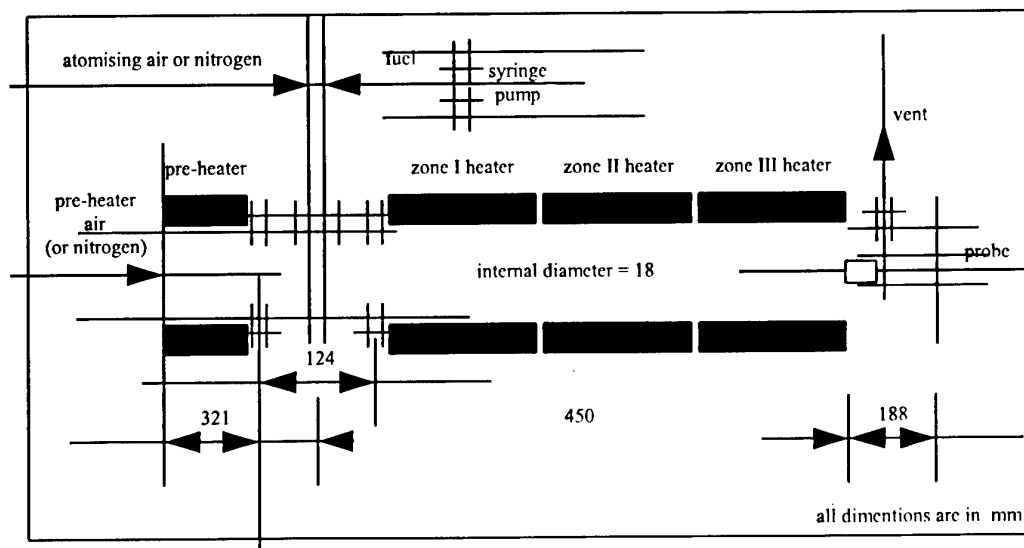 atomising air or nitrogen
fuel
syringe
pump
vent
pre-heater
zone I heater
zone II heater
zone III heater
pre-heater
air
(or nitrogen)
internal diameter = 18
probe
124
321
450
188
all dimentions are in mm